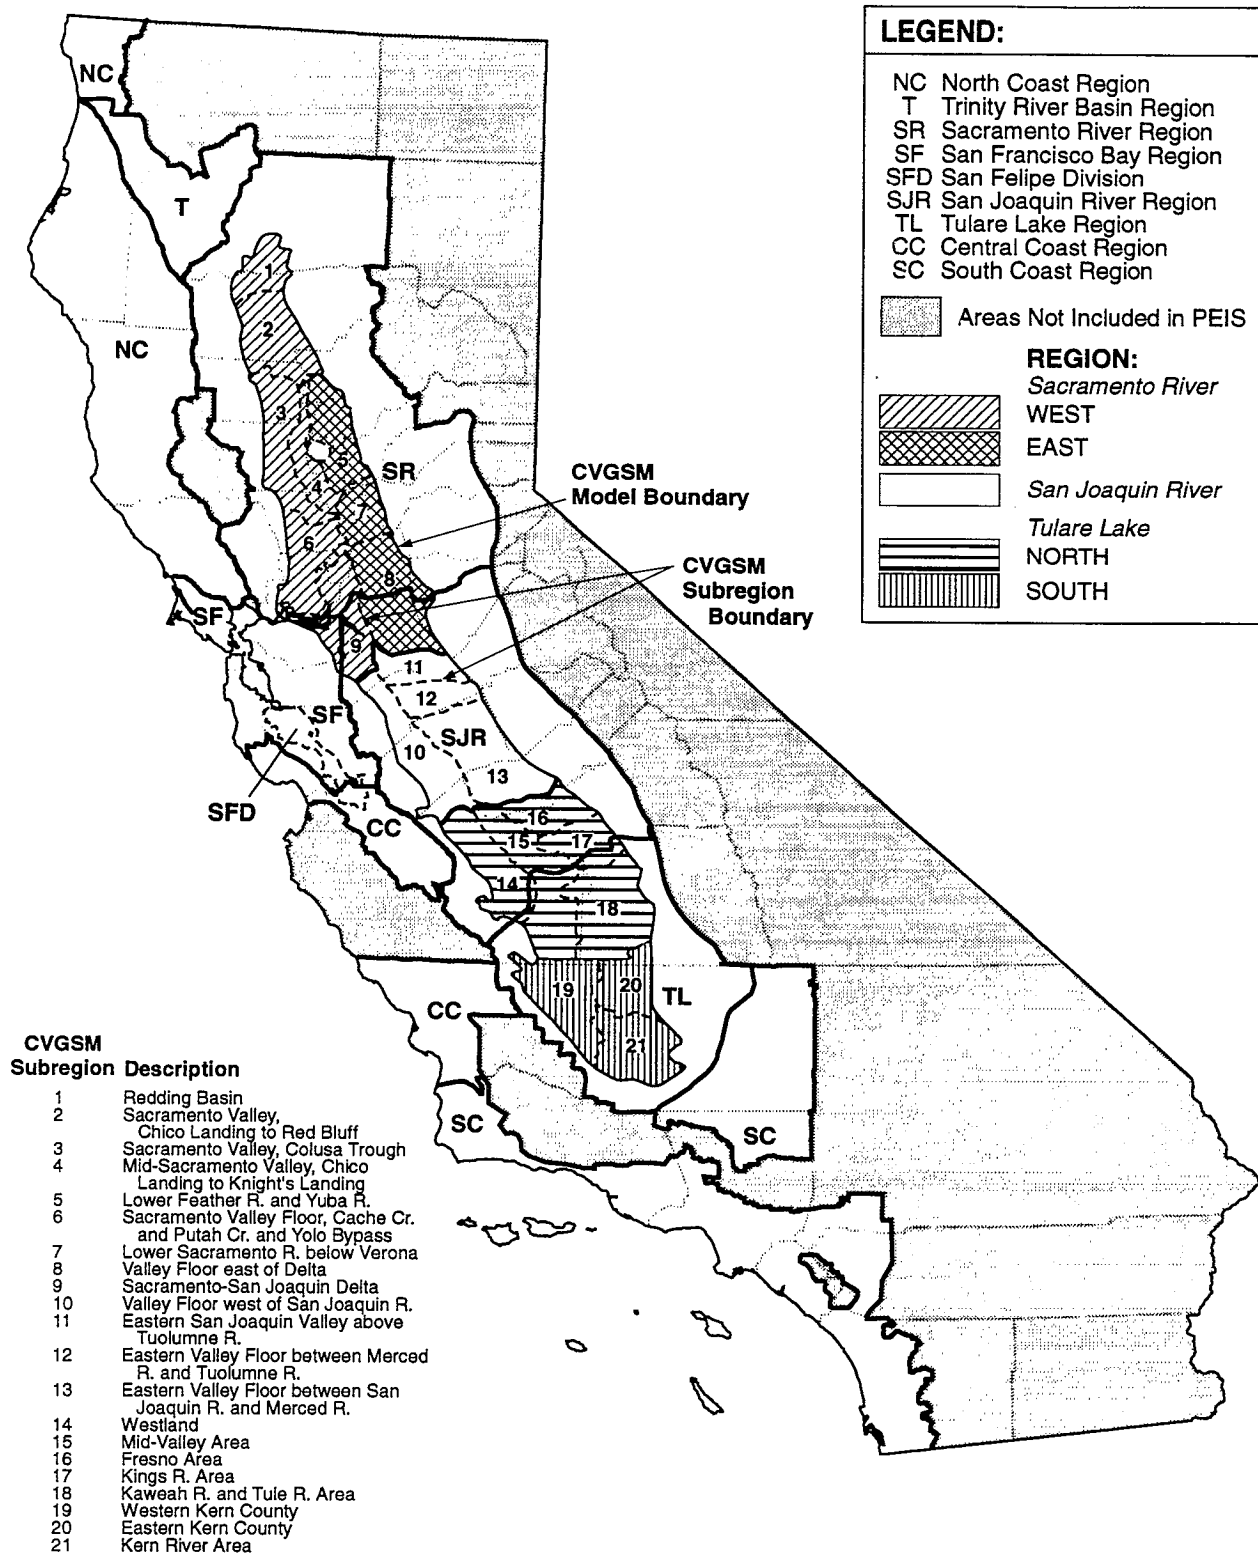 LEGEND:
NC North Coast Region
T Trinity River Basin Region
SR Sacramento River Region
SF San Francisco Bay Region
SFD San Felipe Division
SJR San Joaquin River Region
TL Tulare Lake Region
CC Central Coast Region
SC South Coast Region
Areas Not Included in PEIS
REGION:
Sacramento River
WEST
EAST
San Joaquin River
Tulare Lake
NORTH
SOUTH
NC
T
1
2
NC
3
5
SR
4
7
6
CVGSM
Model Boundary
8
CVGSM
Subregion
Boundary
SF
9
11
12
SF
SJR
10
13
SFD
CC
16
15
17
14
18
19
20
TL
CC
21
SC
SC
CVGSM
Subregion Description
1 Redding Basin
2 Sacramento Valley,
Chico Landing to Red Bluff
3 Sacramento Valley, Colusa Trough
4 Mid-Sacramento Valley, Chico
Landing to Knight's Landing
5 Lower Feather R. and Yuba R.
6 Sacramento Valley Floor, Cache Cr.
and Putah Cr. and Yolo Bypass
7 Lower Sacramento R. below Verona
8 Valley Floor east of Delta
9 Sacramento-San Joaquin Delta
10 Valley Floor west of San Joaquin R.
11 Eastern San Joaquin Valley above
Tuolumne R.
12 Eastern Valley Floor between Merced
R. and Tuolumne R.
13 Eastern Valley Floor between San
Joaquin R. and Merced R.
14 Westland
15 Mid-Valley Area
16 Fresno Area
17 Kings R. Area
18 Kaweah R. and Tule R. Area
19 Western Kern County
20 Eastern Kern County
21 Kern River Area